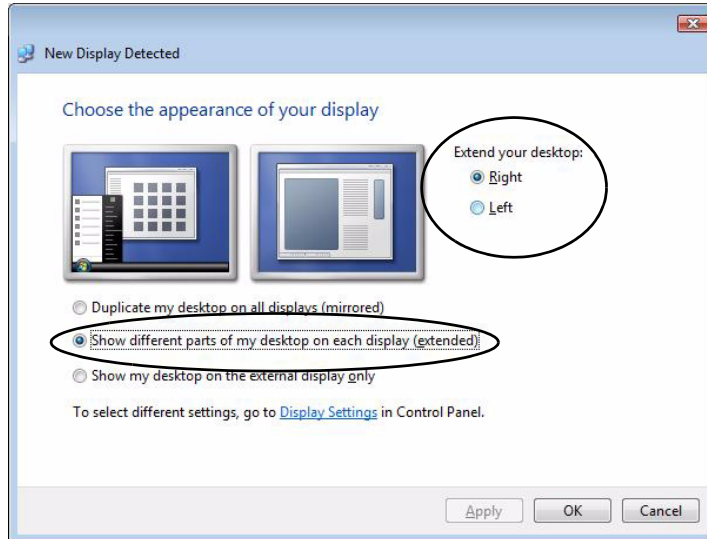 New Display Detected
Choose the appearance of your display
Extend your desktop:
Right
Left
Duplicate my desktop on all displays (mirrored)
Show different parts of my desktop on each display (extended)
Show my desktop on the external display only
To select different settings, go to Display Settings in Control Panel.
Apply OK Cancel